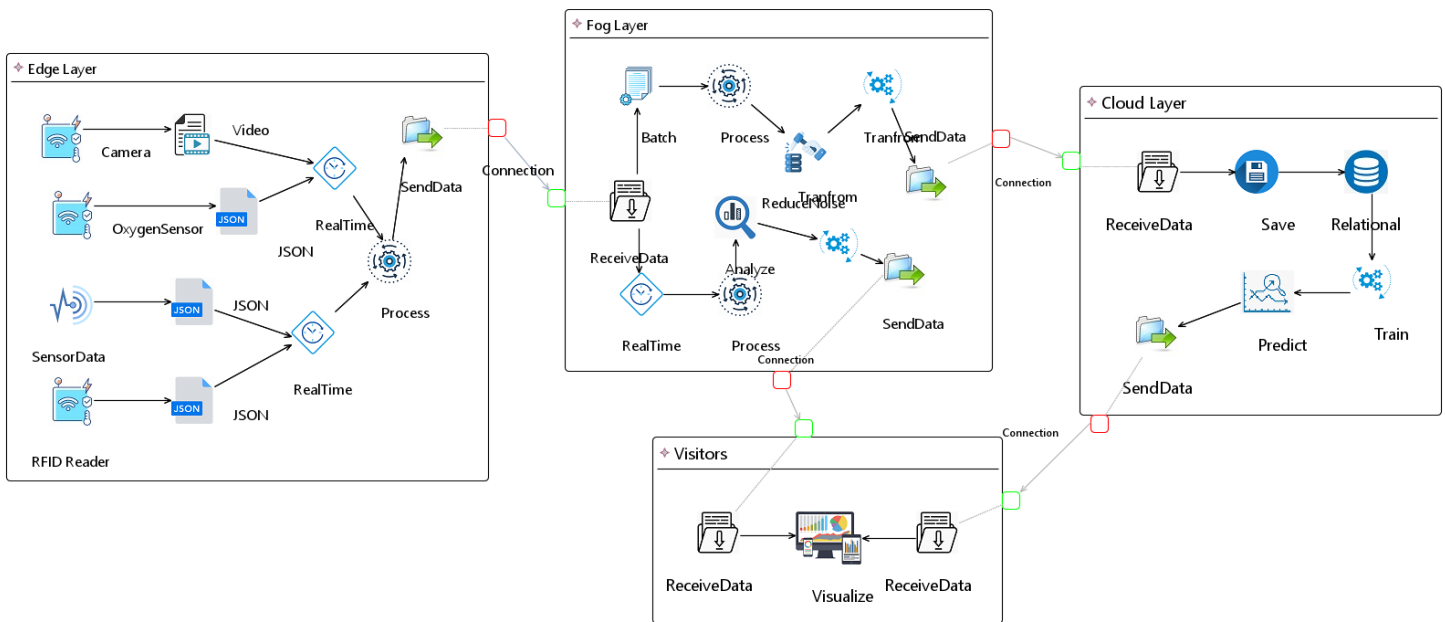 Edge Layer
Camera
Video
OxygenSensor
JSON
JSON
RealTime
SendData
Process
SensorData
JSON
JSON
RealTime
RFID Reader
JSON
JSON
Connection
Fog Layer
Batch
Process
Tranfrom
Tranfrom
SendData
ReceiveData
ReduceNoise
Analyze
RealTime
Process
SendData
Connection
Connection
Cloud Layer
ReceiveData
Save
Relational
Train
Predict
SendData
Connection
Visitors
ReceiveData
Visualize
ReceiveData